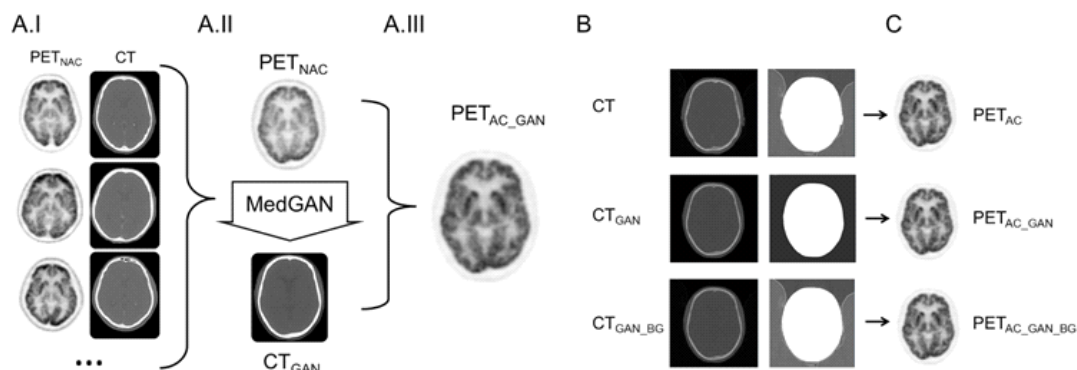 A.I
A.II
A.III
B
C
PET_NAC
CT
PET_NAC
MedGAN
CT_GAN
...
PET_AC_GAN
CT
PET_AC
CT_GAN
PET_AC_GAN
CT_GAN_BG
PET_AC_GAN_BG